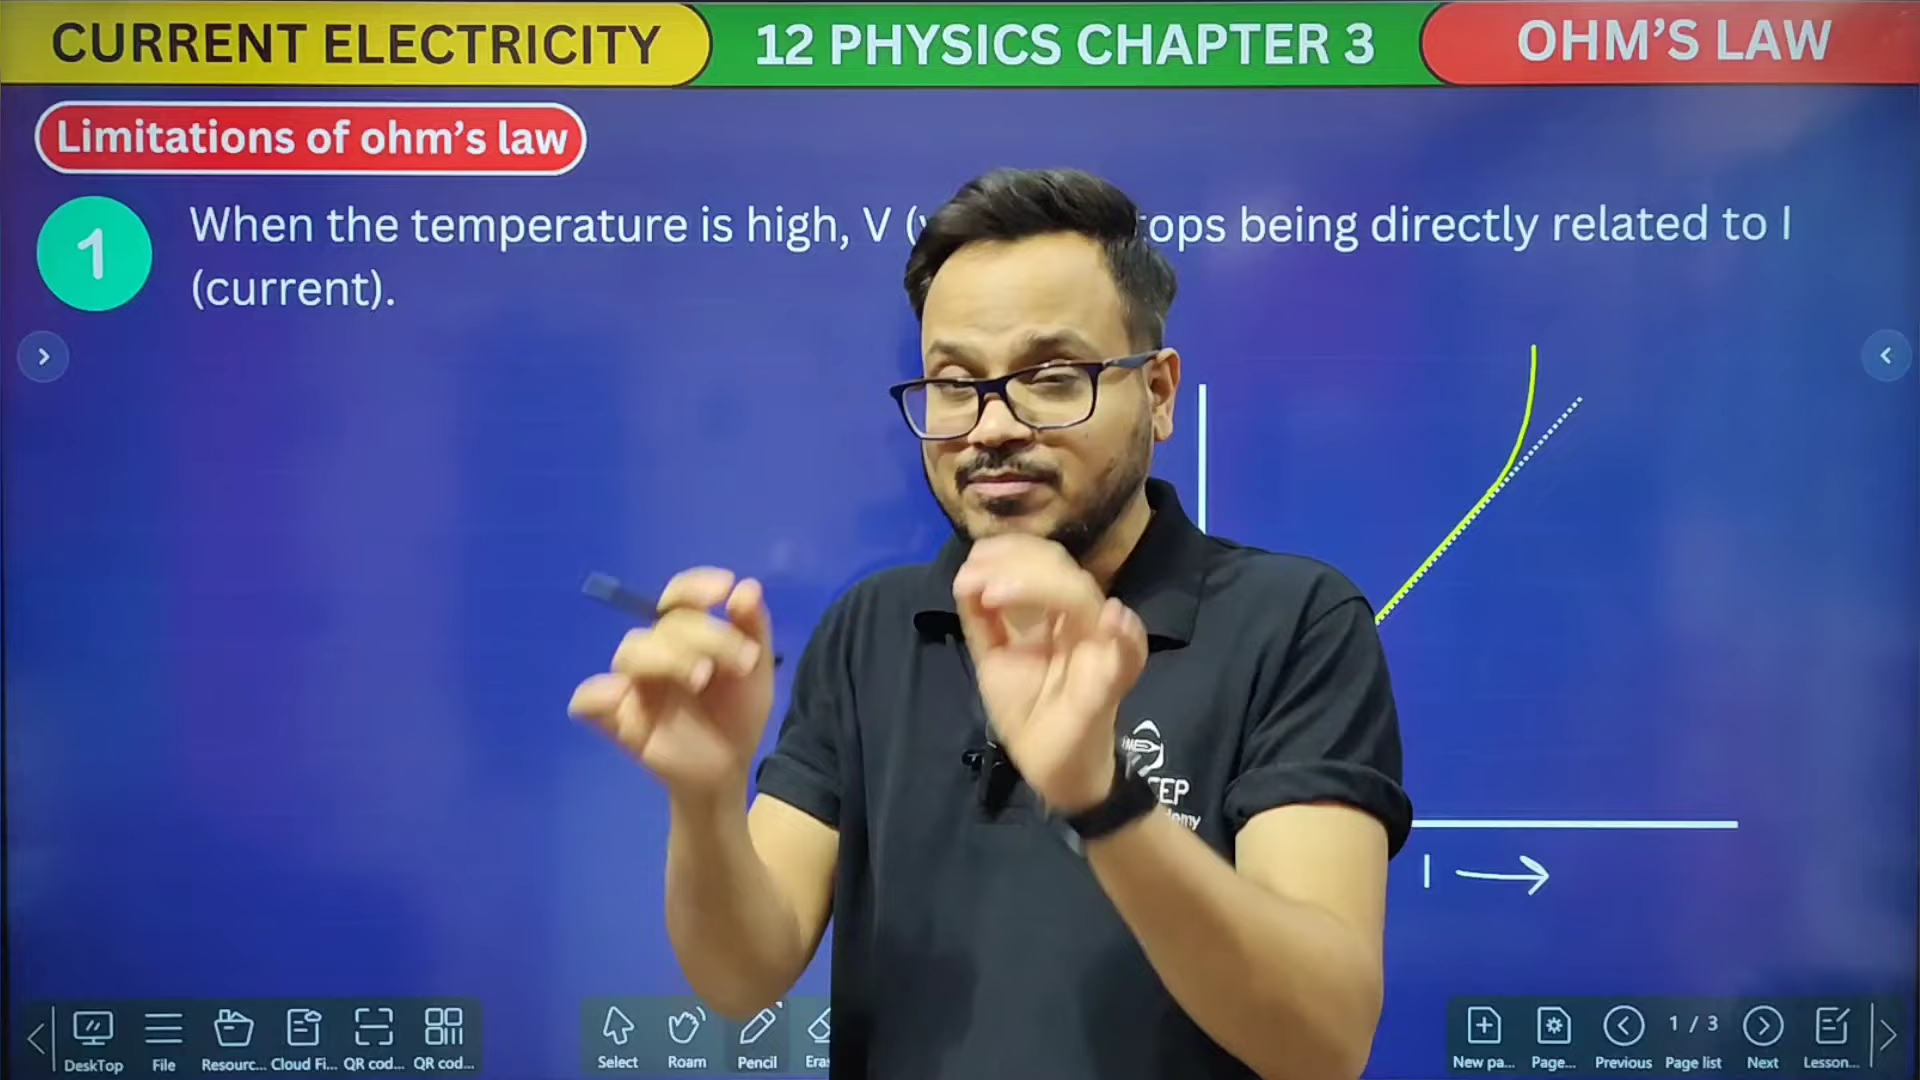 CURRENT ELECTRICITY
12 PHYSICS CHAPTER 3
OHM'S LAW
Limitations of ohm's law
1
When the temperature is high, V ops being directly related to I
(current).
I
EP
DeskTop
File
Resourc...
Cloud Fi...
QR cod...
QR cod...
Select
Roam
Pencil
Eras
New pa...
Page...
Previous
1 / 3
Page list
Next
Lesson...